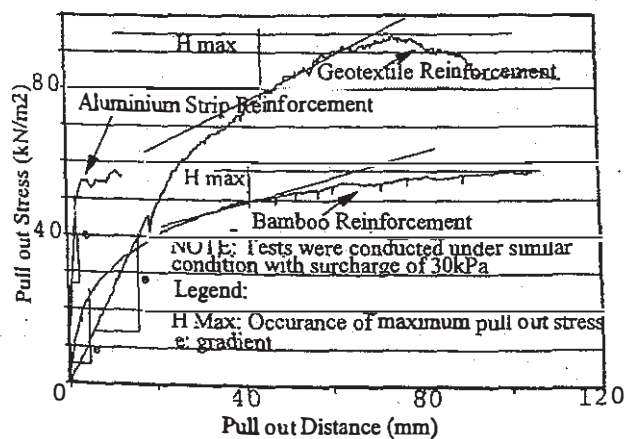 H max
Geotextile Reinforcement
80
Aluminium Strip Reinforcement
H max
Bamboo Reinforcement
40
NOTE: Tests were conducted under similar
condition with surcharge of 30kPa
Legend:
H Max: Occurance of maximum pull out stress
e: gradient
e
e
e
0 40 80 120
Pull out Distance (mm)
Pull out Stress (kN/m2)